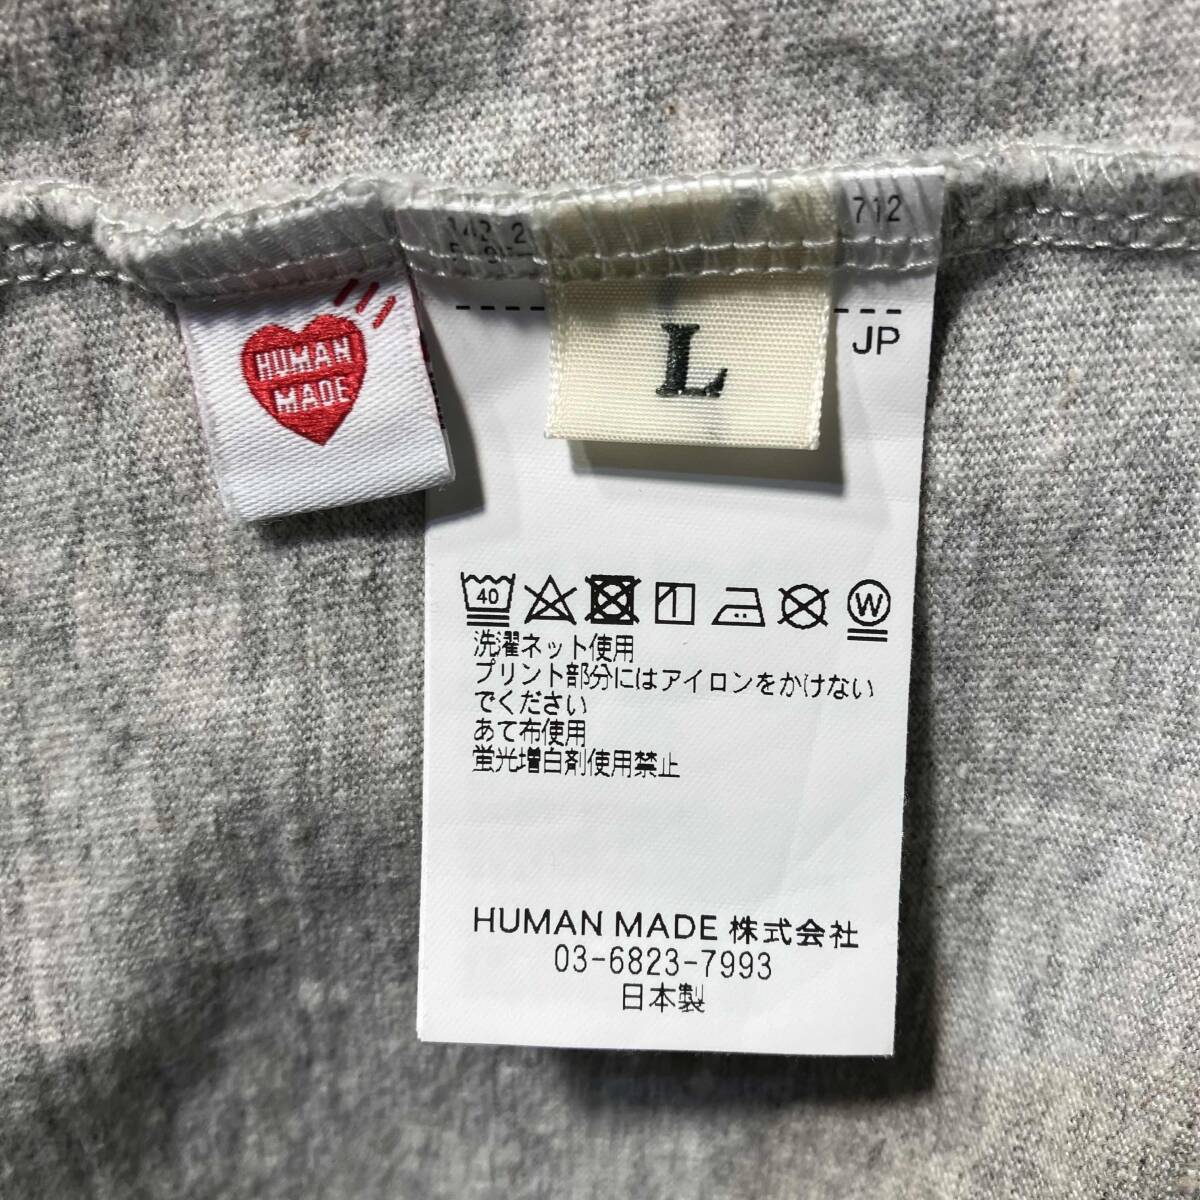 HUMAN
MADE
712
L
JP
40
W
洗濯ネット使用
プリント部分にはアイロンをかけない
でください
あて布使用
蛍光増白剤使用禁止
HUMAN MADE 株式会社
03-6823-7993
日本製